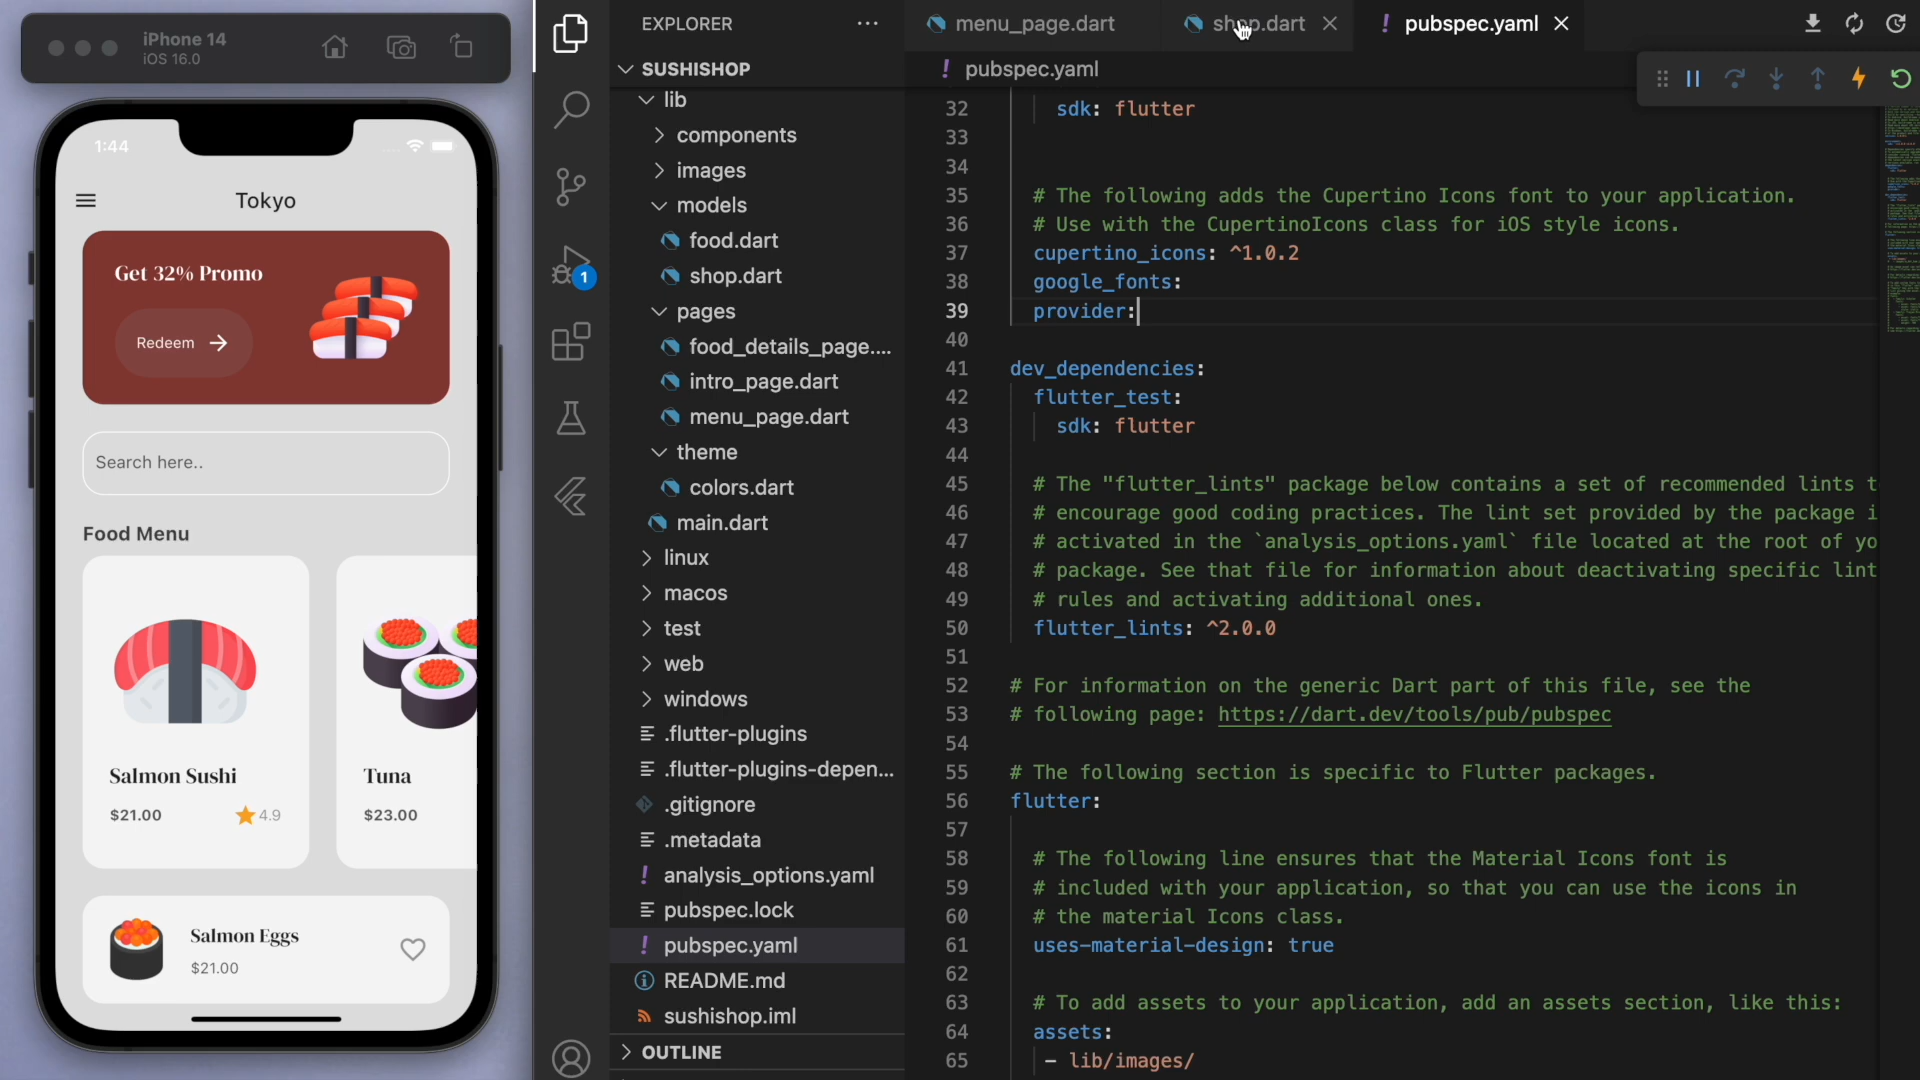 iPhone 14
iOS 16.0
1:44
Tokyo
Get 32% Promo
Redeem
Search here..
Food Menu
Salmon Sushi
$21.00
4.9
Tuna
$23.00
Salmon Eggs
$21.00
1
EXPLORER
SUSHISHOP
lib
components
images
models
food.dart
shop.dart
pages
food_details_page....
intro_page.dart
menu_page.dart
theme
colors.dart
main.dart
linux
macos
test
web
windows
.flutter-plugins
.flutter-plugins-depen...
.gitignore
.metadata
! analysis_options.yaml
pubspec.lock
! pubspec.yaml
README.md
sushishop.iml
OUTLINE
menu_page.dart
shop.dart
! pubspec.yaml
! pubspec.yaml
32 sdk: flutter
33
34
35 # The following adds the Cupertino Icons font to your application.
36 # Use with the CupertinoIcons class for iOS style icons.
37 cupertino_icons: ^1.0.2
38 google_fonts:
39 provider:
40
41 dev_dependencies:
42 flutter_test:
43 sdk: flutter
44
45 # The "flutter_lints" package below contains a set of recommended lints t
46 # encourage good coding practices. The lint set provided by the package i
47 # activated in the `analysis_options.yaml` file located at the root of yo
48 # package. See that file for information about deactivating specific lint
49 # rules and activating additional ones.
50 flutter_lints: ^2.0.0
51
52 # For information on the generic Dart part of this file, see the
53 # following page: https://dart.dev/tools/pub/pubspec
54
55 # The following section is specific to Flutter packages.
56 flutter:
57
58 # The following line ensures that the Material Icons font is
59 # included with your application, so that you can use the icons in
60 # the material Icons class.
61 uses-material-design: true
62
63 # To add assets to your application, add an assets section, like this:
64 assets:
65 - lib/images/